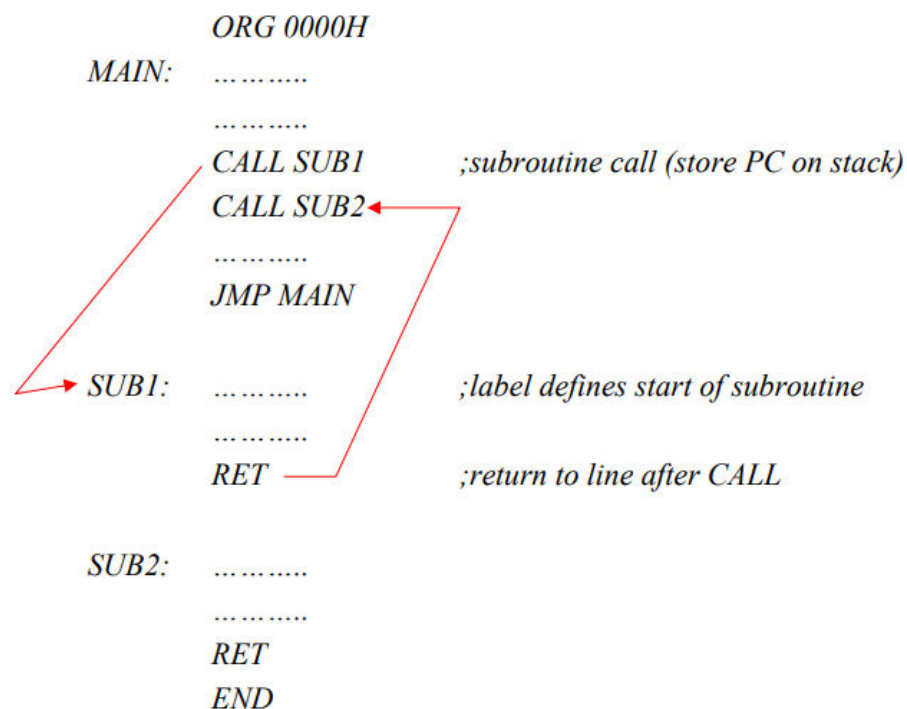 ORG 0000H
MAIN: ………..
………..
CALL SUB1 ;subroutine call (store PC on stack)
CALL SUB2
………..
JMP MAIN
SUB1: ………..  ;label defines start of subroutine
………..
RET ;return to line after CALL
SUB2: ………..
………..
RET
END